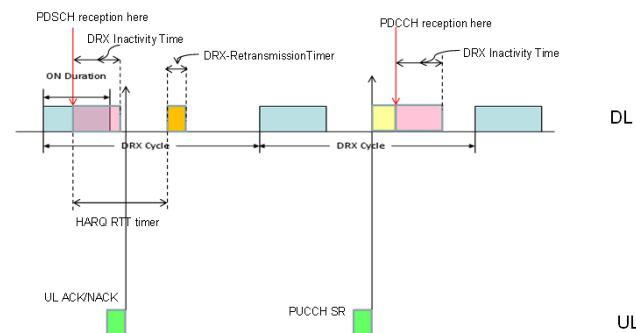 PDSCH reception here
PDCCH reception here
DRX Inactivity Time
DRX-RetransmissionTimer
DRX Inactivity Time
ON Duration
DL
DRX Cycle
DRX Cycle
HARQ RTT timer
UL ACK/NACK
PUCCH SR
UL